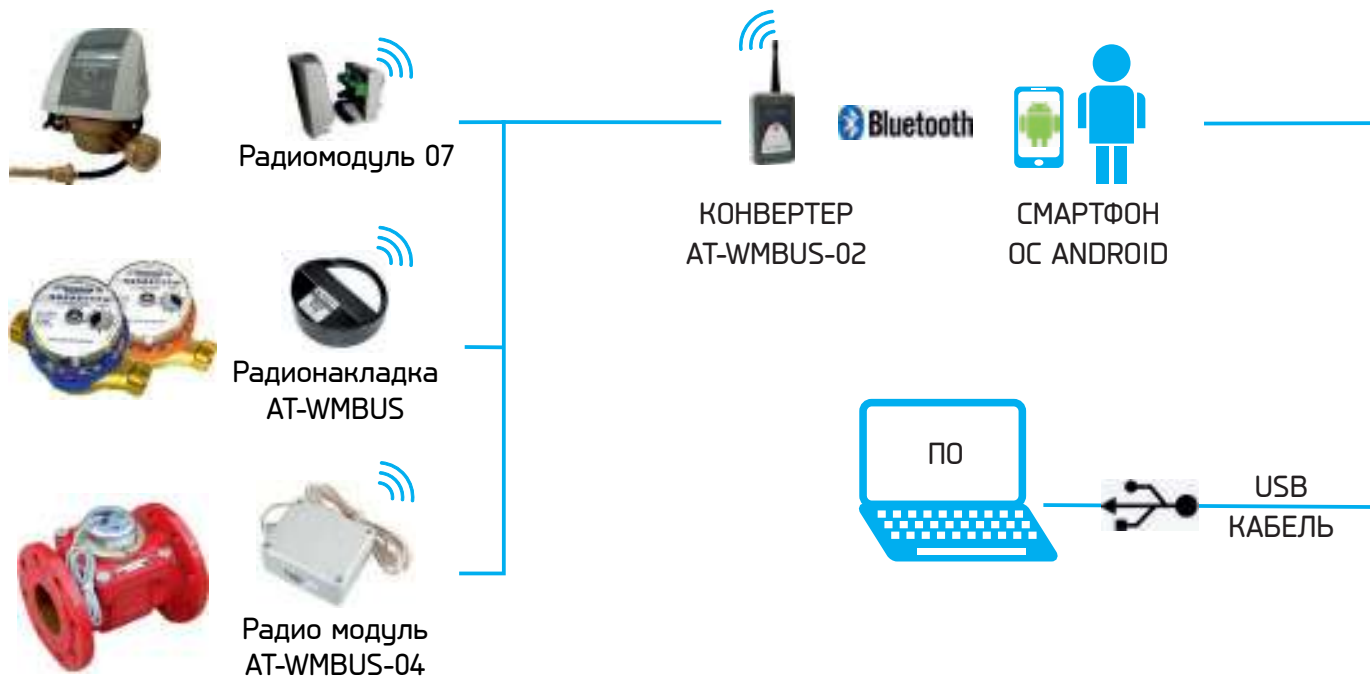 Радиомодуль 07
Bluetooth
КОНВЕРТЕР
AT-WMBUS-02
СМАРТФОН
ОС ANDROID
Радионакладка
AT-WMBUS
ПО
USB
КАБЕЛЬ
Радио модуль
AT-WMBUS-04